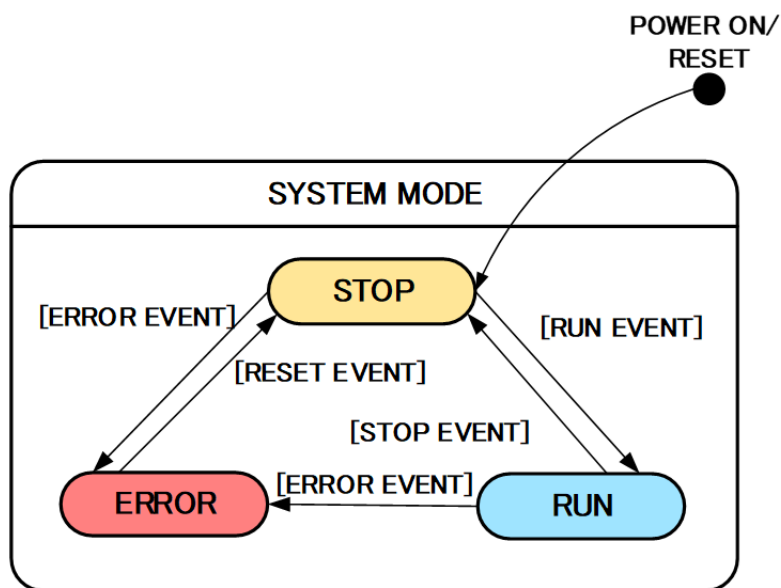 POWER ON/
RESET
SYSTEM MODE
STOP
[ERROR EVENT]
[RUN EVENT]
[RESET EVENT]
[STOP EVENT]
[ERROR EVENT]
ERROR
RUN